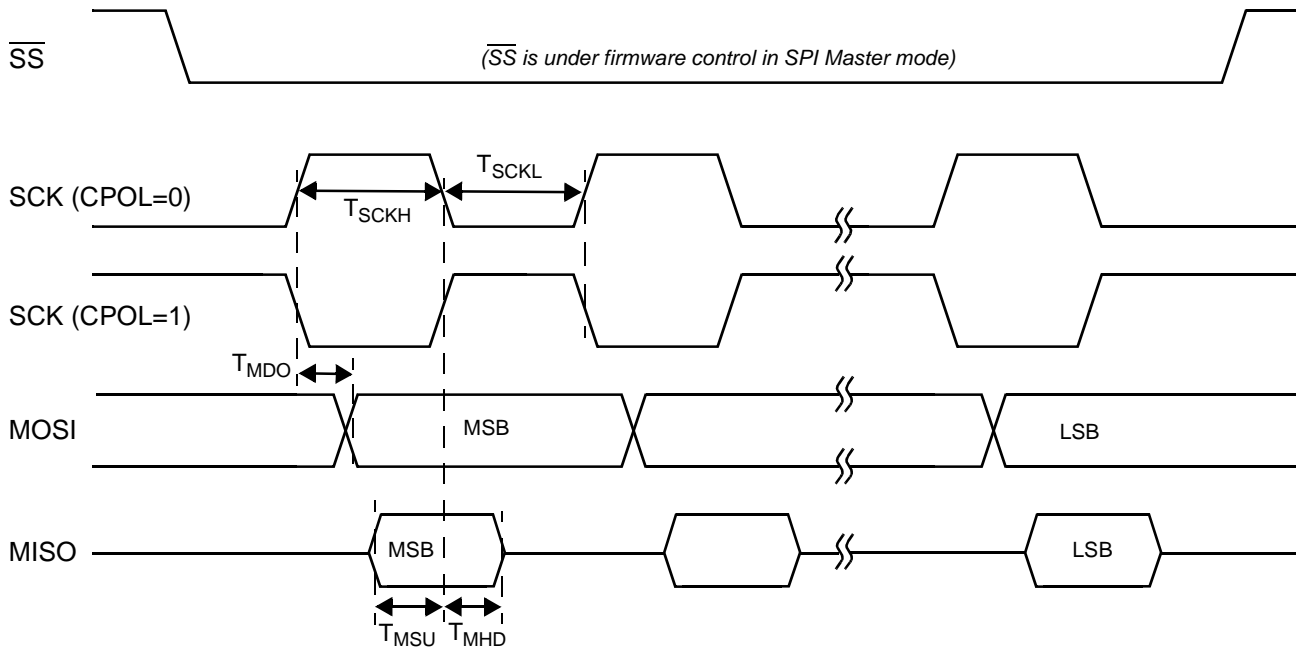 SS
(SS is under firmware control in SPI Master mode)
SCK (CPOL=0)
TSCKH
TSCKL
SCK (CPOL=1)
TMDO
MOSI
MSB
LSB
MISO
MSB
LSB
TMSU
TMHD